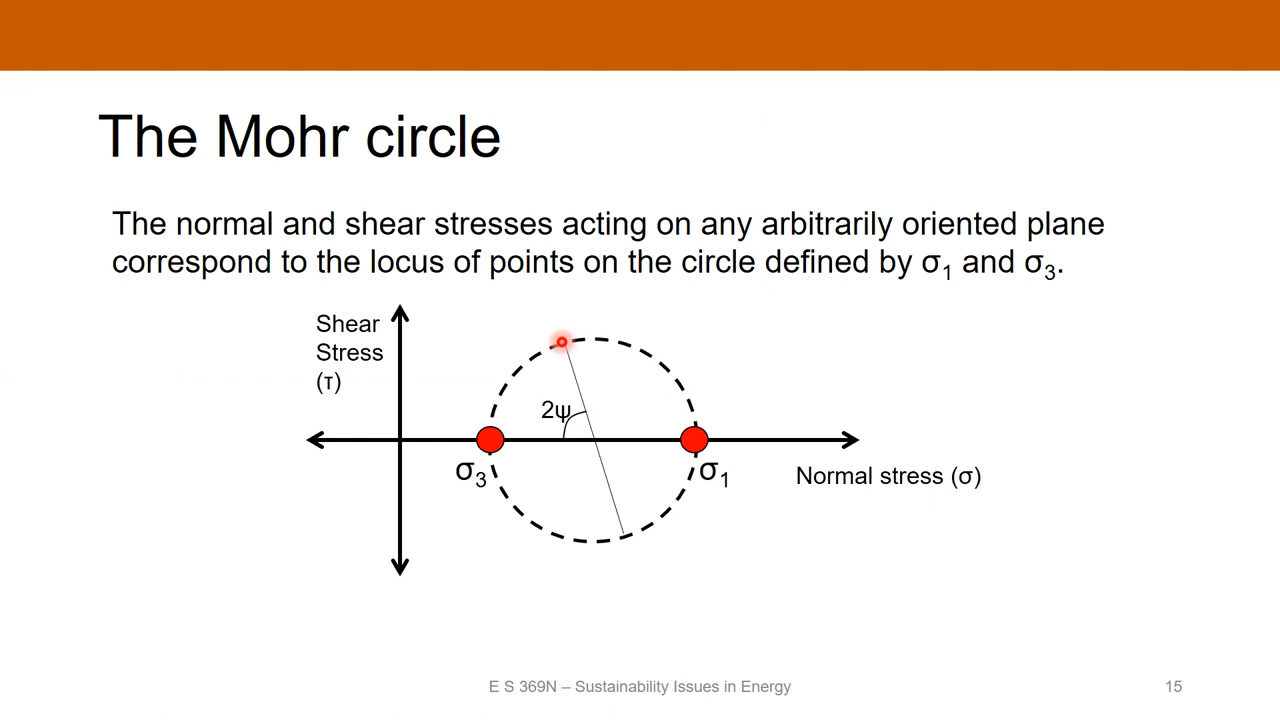 The Mohr circle
The normal and shear stresses acting on any arbitrarily oriented plane
correspond to the locus of points on the circle defined by σ₁ and σ₃.
Shear
Stress
(τ)
2ψ
σ₃
σ₁
Normal stress (σ)
E S 369N – Sustainability Issues in Energy
15